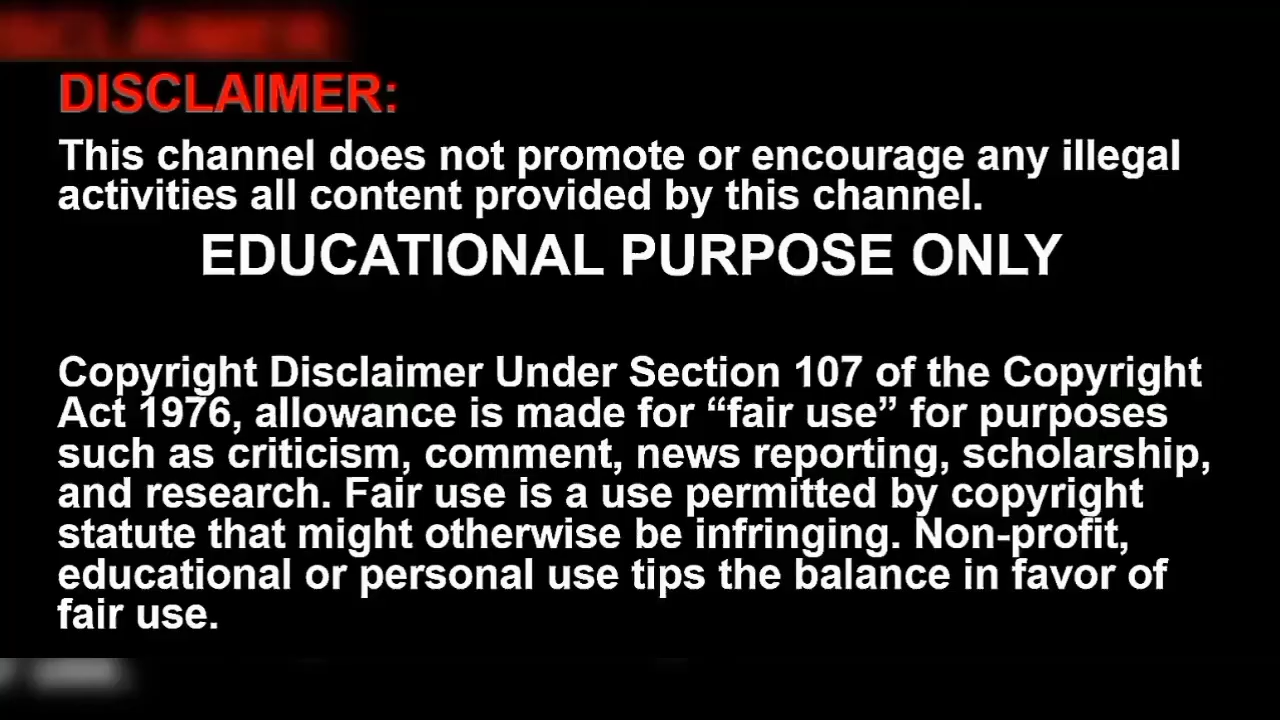 DISCLAIMER:
This channel does not promote or encourage any illegal
activities all content provided by this channel.
EDUCATIONAL PURPOSE ONLY
Copyright Disclaimer Under Section 107 of the Copyright
Act 1976, allowance is made for “fair use” for purposes
such as criticism, comment, news reporting, scholarship,
and research. Fair use is a use permitted by copyright
statute that might otherwise be infringing. Non-profit,
educational or personal use tips the balance in favor of
fair use.